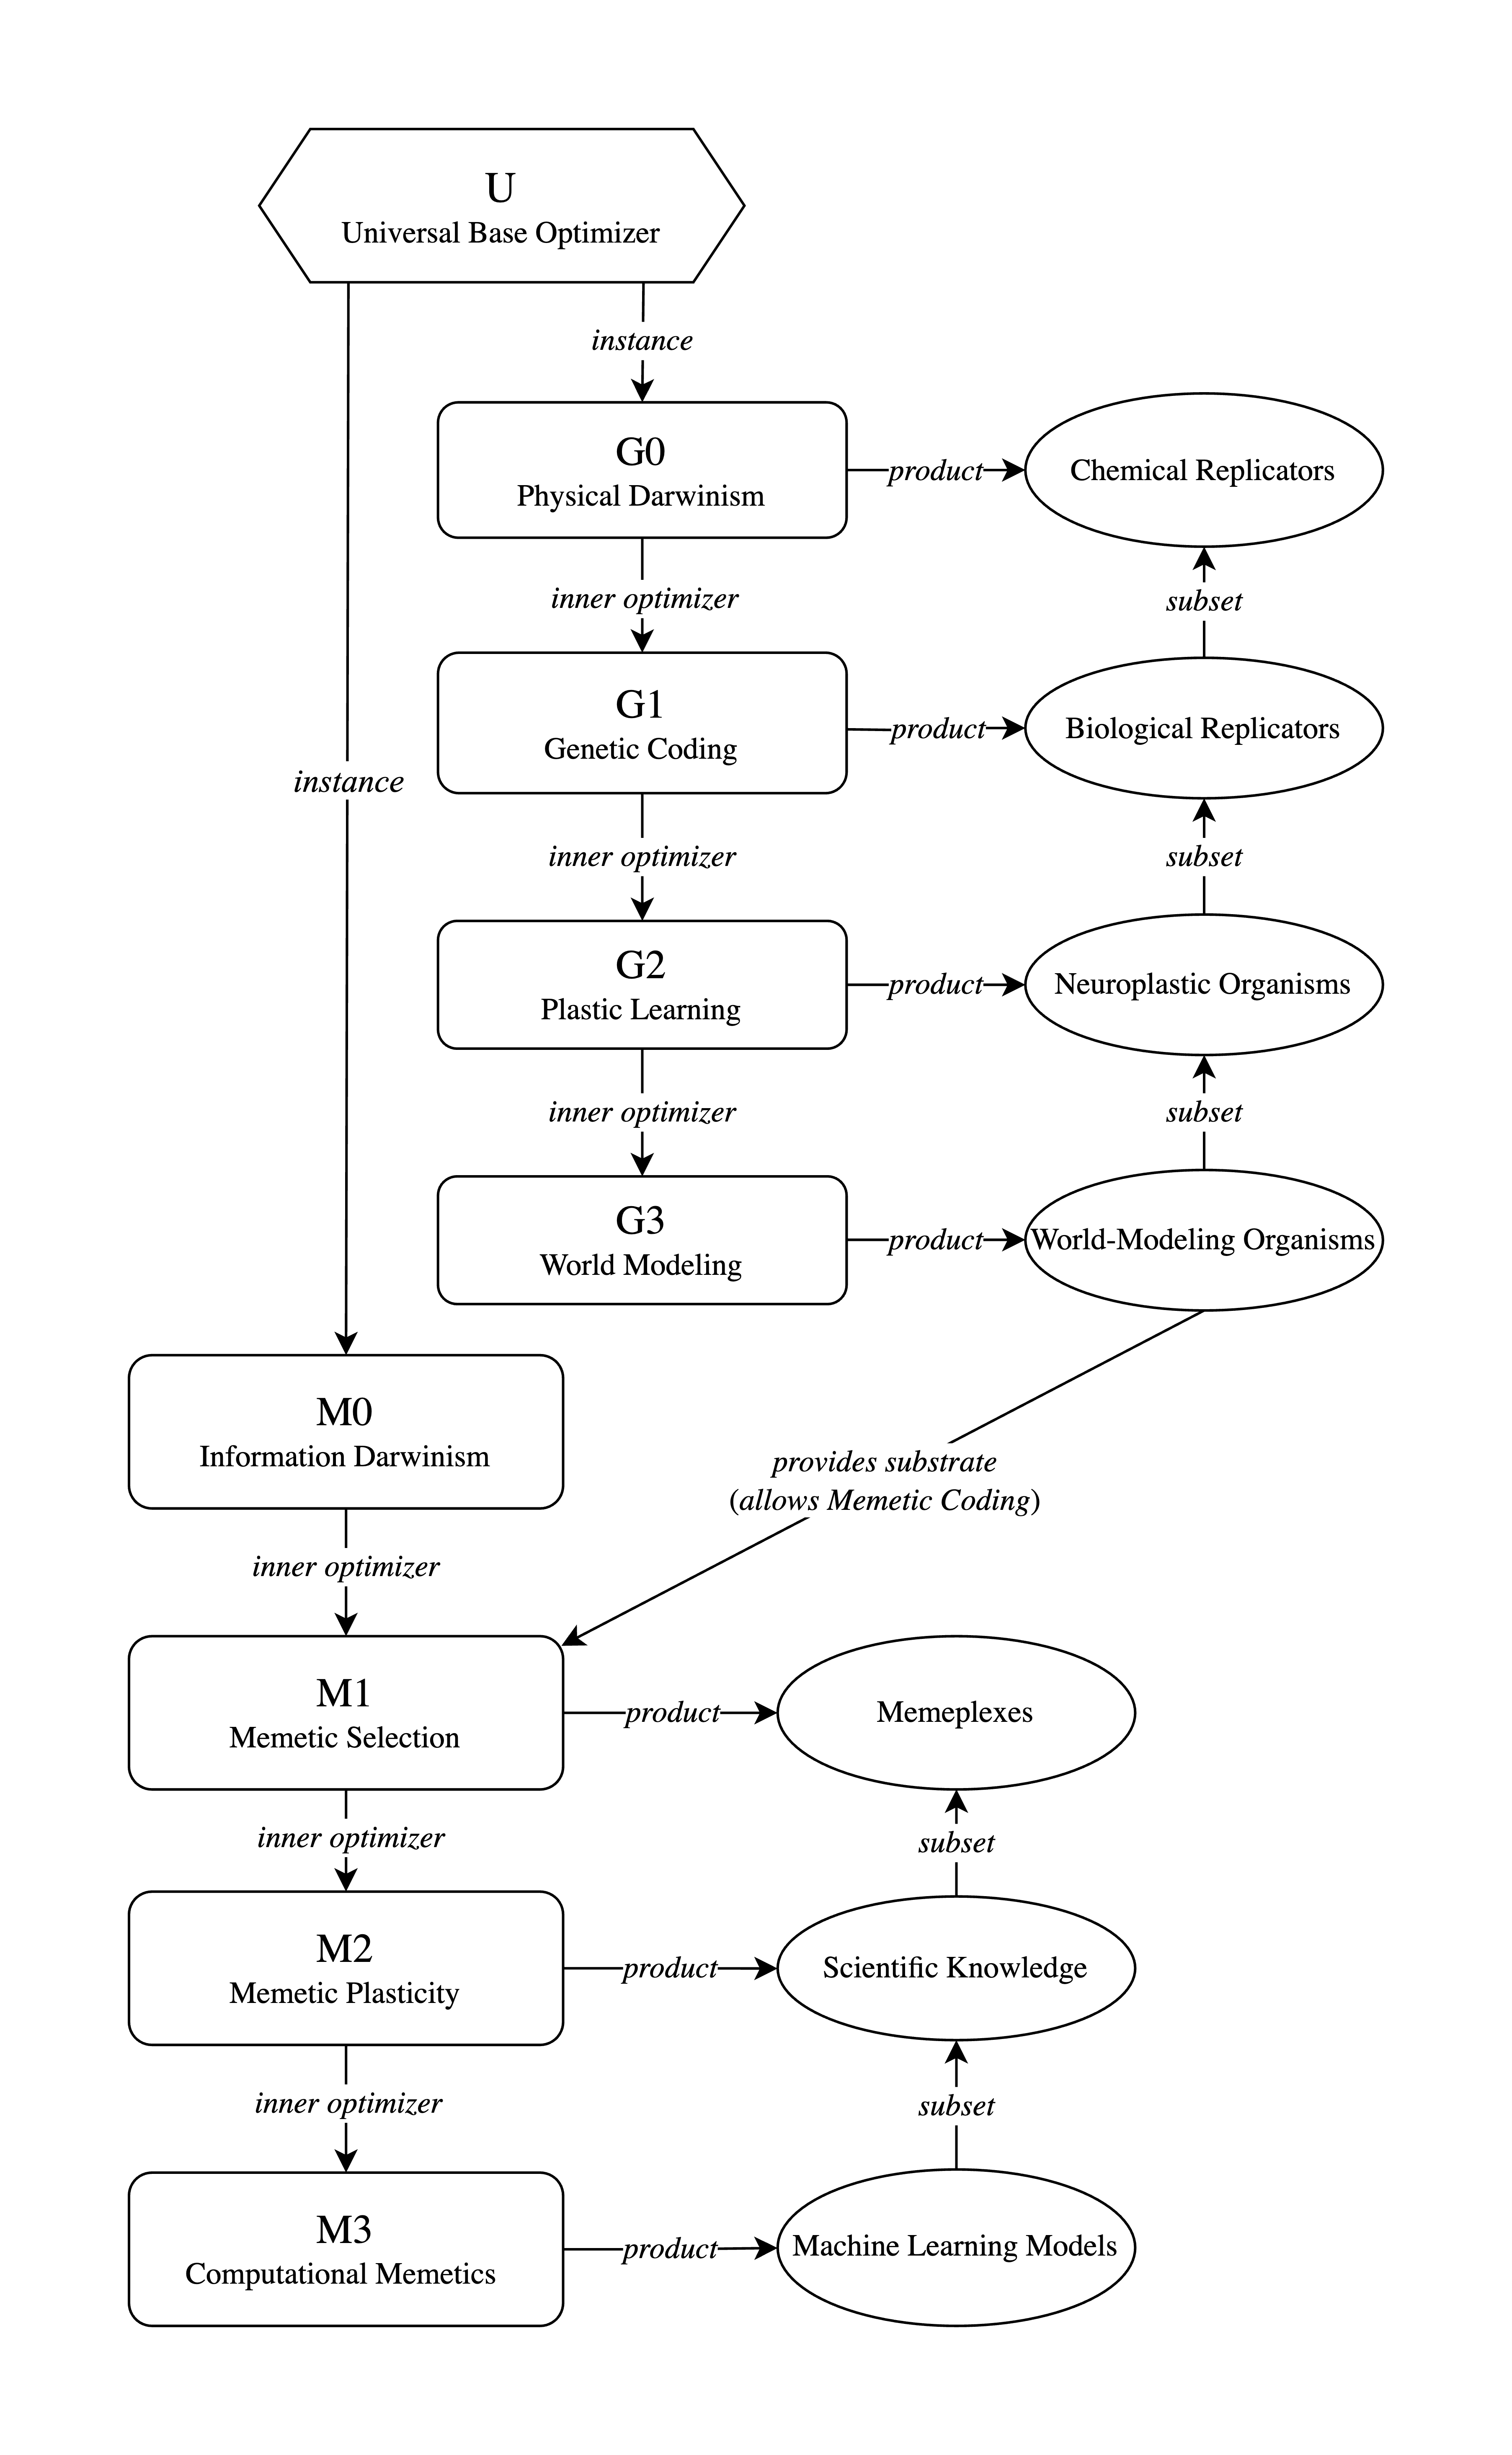 U
Universal Base Optimizer
instance
G0
Physical Darwinism
product
Chemical Replicators
inner optimizer
subset
G1
Genetic Coding
product
Biological Replicators
instance
inner optimizer
subset
G2
Plastic Learning
product
Neuroplastic Organisms
inner optimizer
subset
G3
World Modeling
product
World-Modeling Organisms
M0
Information Darwinism
provides substrate
(allows Memetic Coding)
inner optimizer
M1
Memetic Selection
product
Memeplexes
inner optimizer
subset
M2
Memetic Plasticity
product
Scientific Knowledge
inner optimizer
subset
M3
Computational Memetics
product
Machine Learning Models